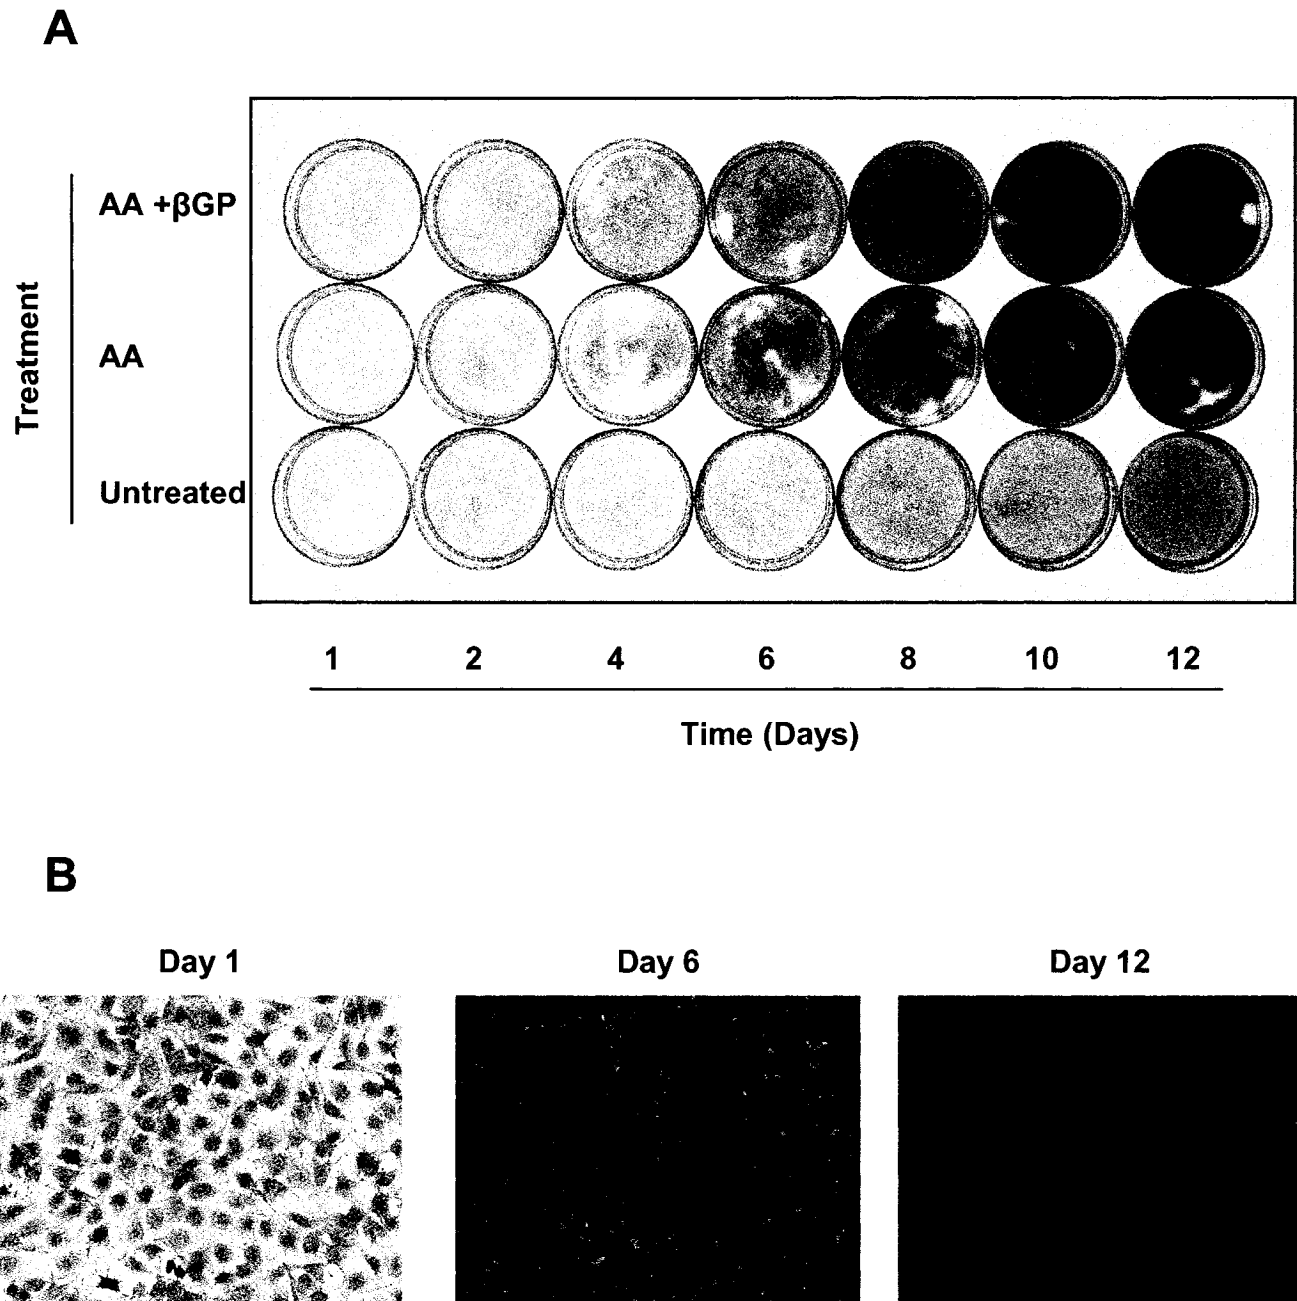 A
AA +βGP
AA
Untreated
Treatment
1 2 4 6 8 10 12
Time (Days)
B
Day 1 Day 6 Day 12